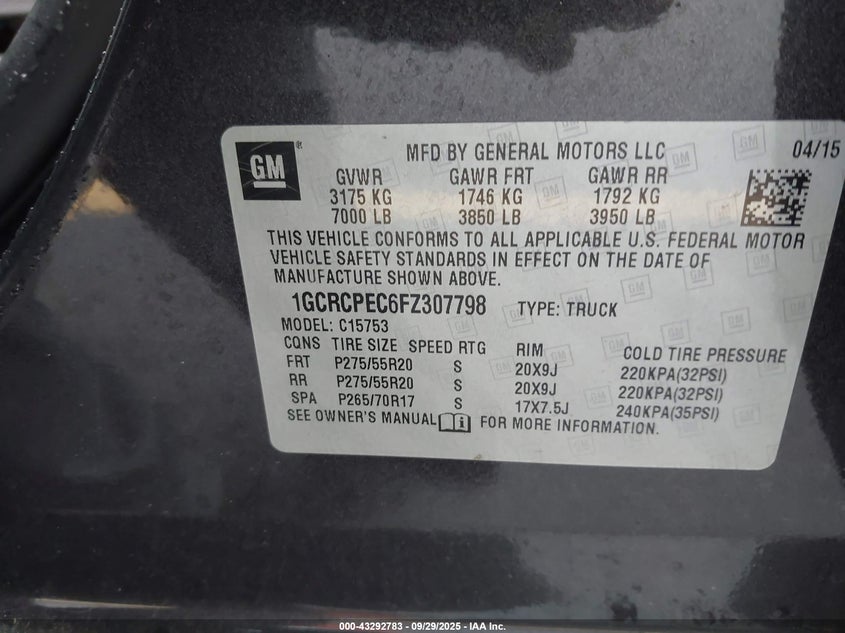 GM
MFD BY GENERAL MOTORS LLC 04/15
GVWR GAWR FRT GAWR RR
3175 KG 1746 KG 1792 KG
7000 LB 3850 LB 3950 LB
THIS VEHICLE CONFORMS TO ALL APPLICABLE U.S. FEDERAL MOTOR
VEHICLE SAFETY STANDARDS IN EFFECT ON THE DATE OF
MANUFACTURE SHOWN ABOVE.
1GCRCPEC6FZ307798 TYPE: TRUCK
MODEL: C15753
CQNS TIRE SIZE SPEED RTG RIM COLD TIRE PRESSURE
FRT P275/55R20 S 20X9J 220KPA(32PSI)
RR P275/55R20 S 20X9J 220KPA(32PSI)
SPA P265/70R17 S 17X7.5J 240KPA(35PSI)
SEE OWNER'S MANUAL FOR MORE INFORMATION.
000-43292783 - 09/29/2025 - IAA Inc.